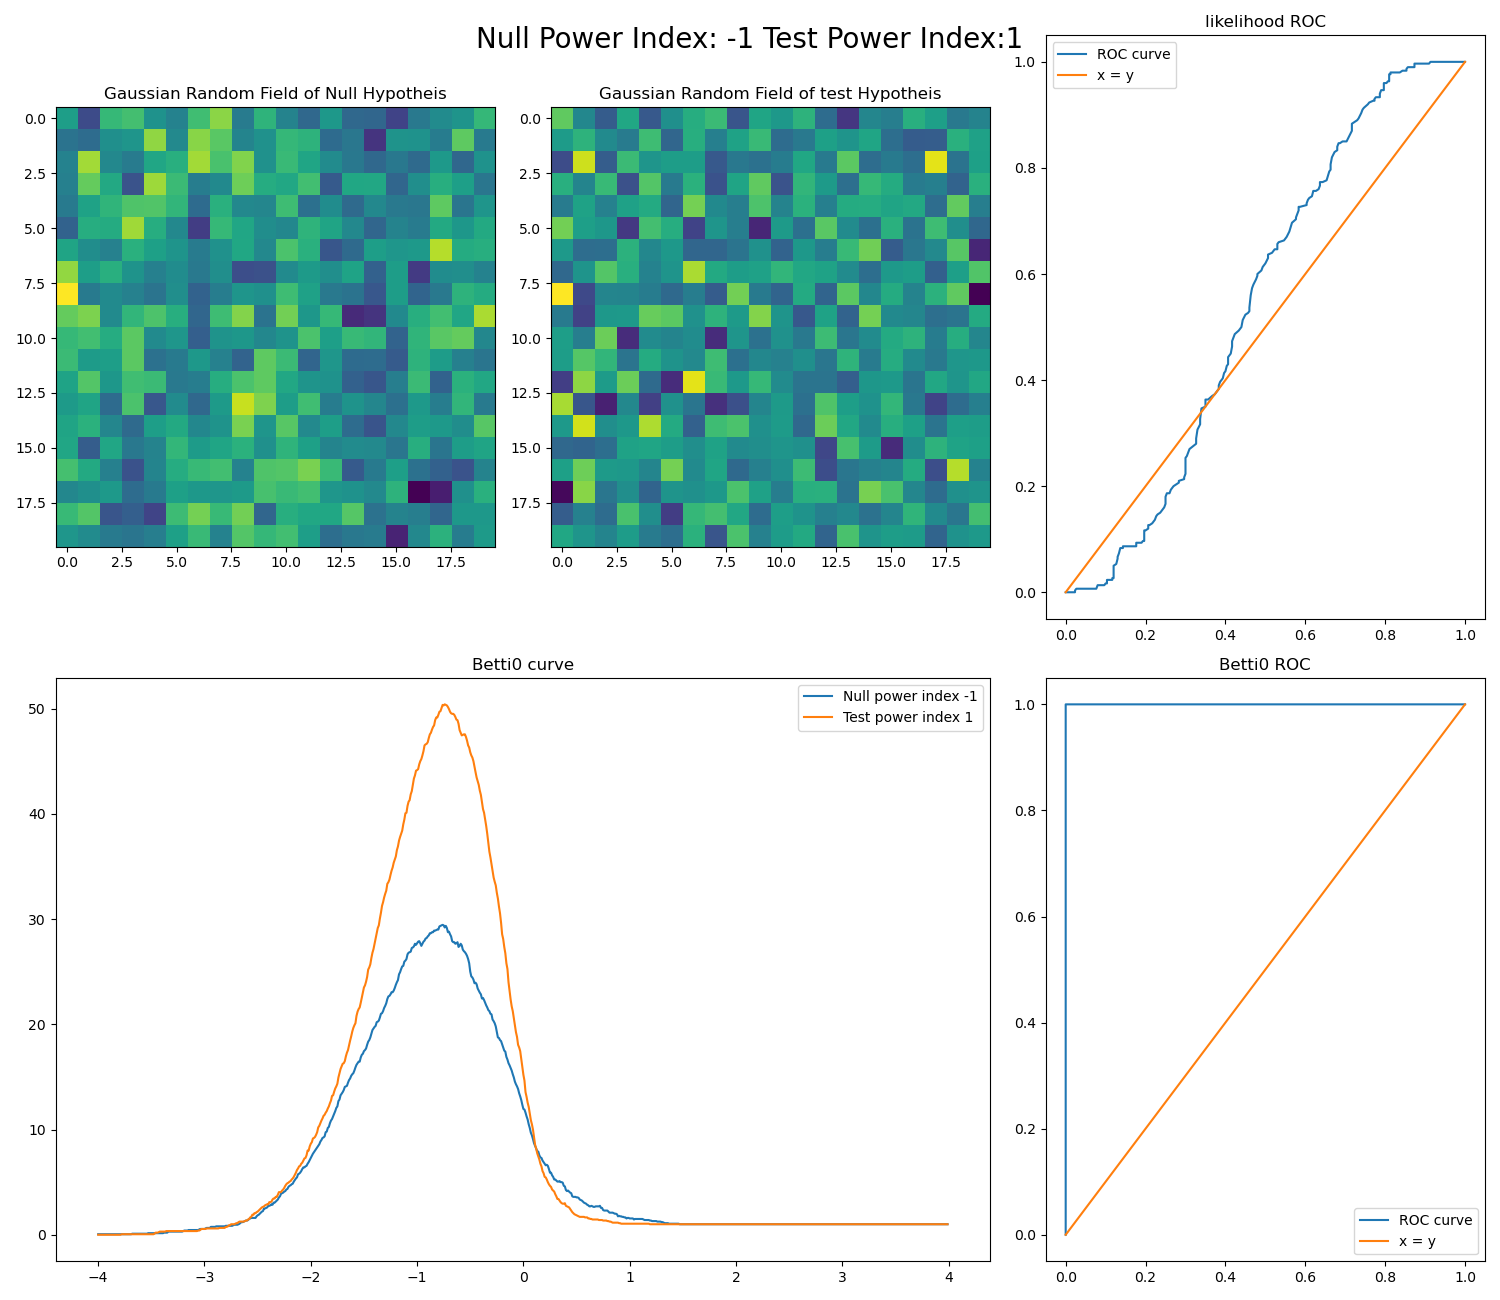 Null Power Index: -1 Test Power Index:1
Gaussian Random Field of Null Hypotheis
0.0
2.5
5.0
7.5
10.0
12.5
15.0
17.5
0.0 2.5 5.0 7.5 10.0 12.5 15.0 17.5
Gaussian Random Field of test Hypotheis
0.0
2.5
5.0
7.5
10.0
12.5
15.0
17.5
0.0 2.5 5.0 7.5 10.0 12.5 15.0 17.5
likelihood ROC
ROC curve
x = y
1.0
0.8
0.6
0.4
0.2
0.0
0.0 0.2 0.4 0.6 0.8 1.0
Betti0 curve
Null power index -1
Test power index 1
50
40
30
20
10
0
−4 −3 −2 −1 0 1 2 3 4
Betti0 ROC
1.0
0.8
0.6
0.4
0.2
0.0
ROC curve
x = y
0.0 0.2 0.4 0.6 0.8 1.0